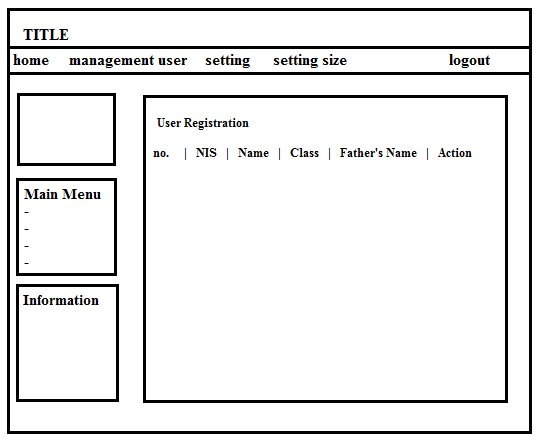 TITLE
home management user setting setting size logout
User Registration
no. | NIS | Name | Class | Father's Name | Action
Main Menu
-
-
-
-
Information